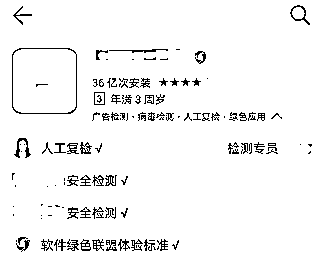 36 亿次安装 ★★★★
3 年满 3 周岁
广告检测·病毒检测·人工复检·绿色应用
人工复检 √ 检测专员
安全检测 √
安全检测 √
软件绿色联盟体验标准 √